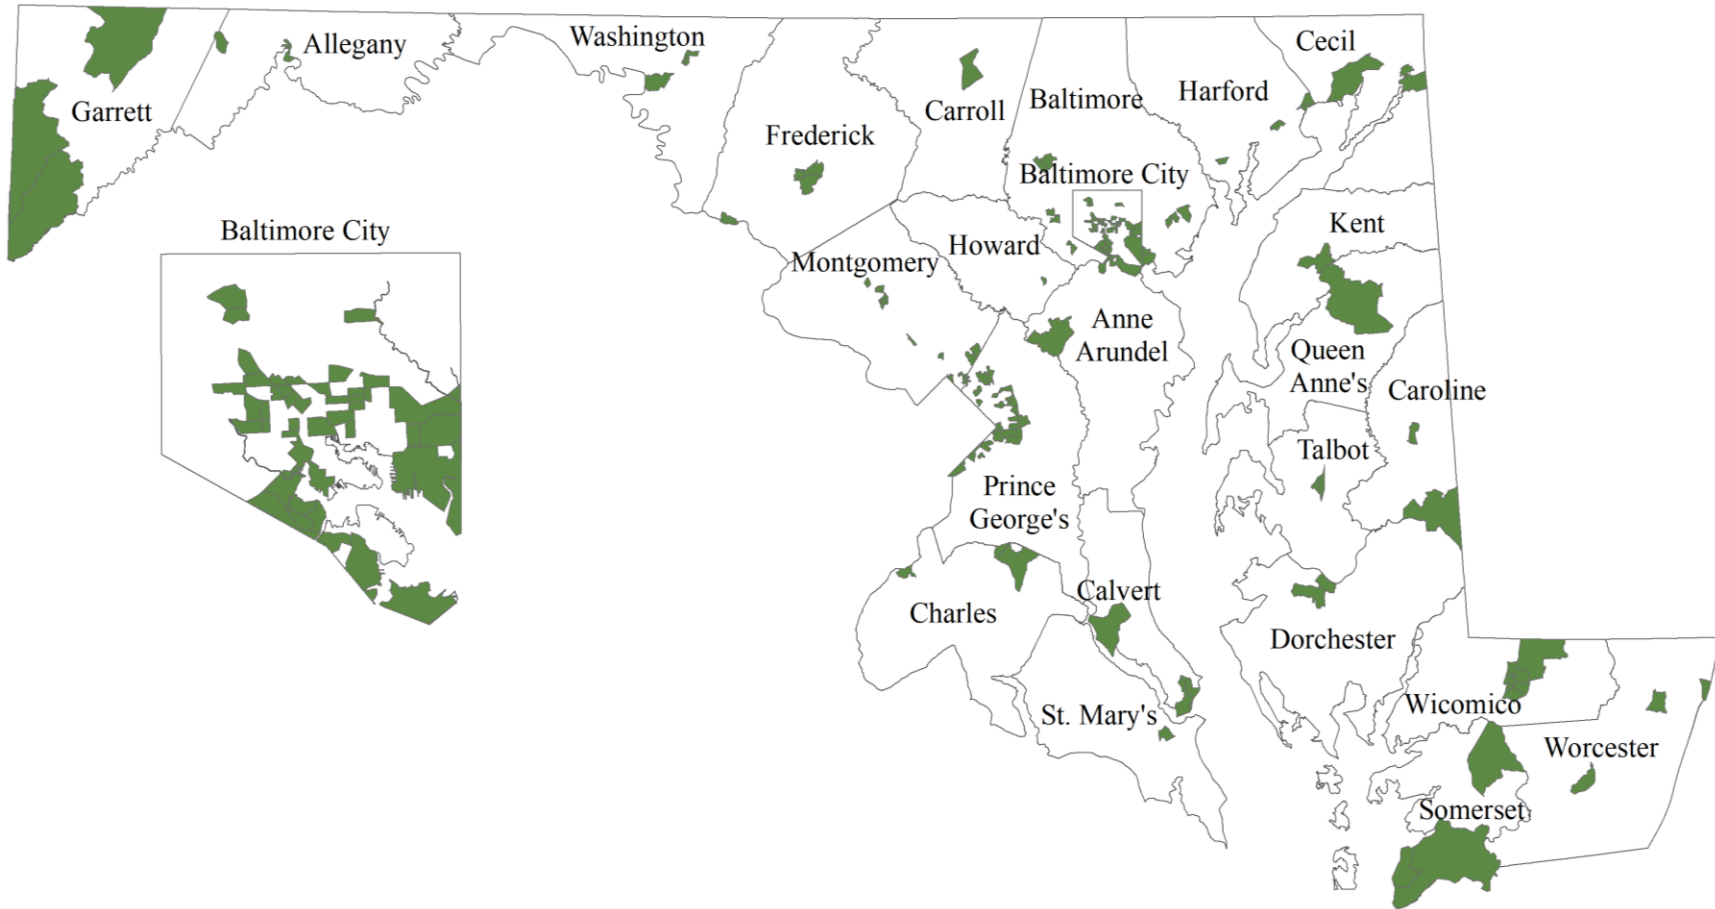 Allegany
Washington
Cecil
Garrett
Carroll
Baltimore
Harford
Frederick
Baltimore City
Baltimore City
Kent
Howard
Montgomery
Anne
Arundel
Queen
Anne's
Caroline
Talbot
Prince
George's
Calvert
Charles
Dorchester
St. Mary's
Wicomico
Worcester
Somerset